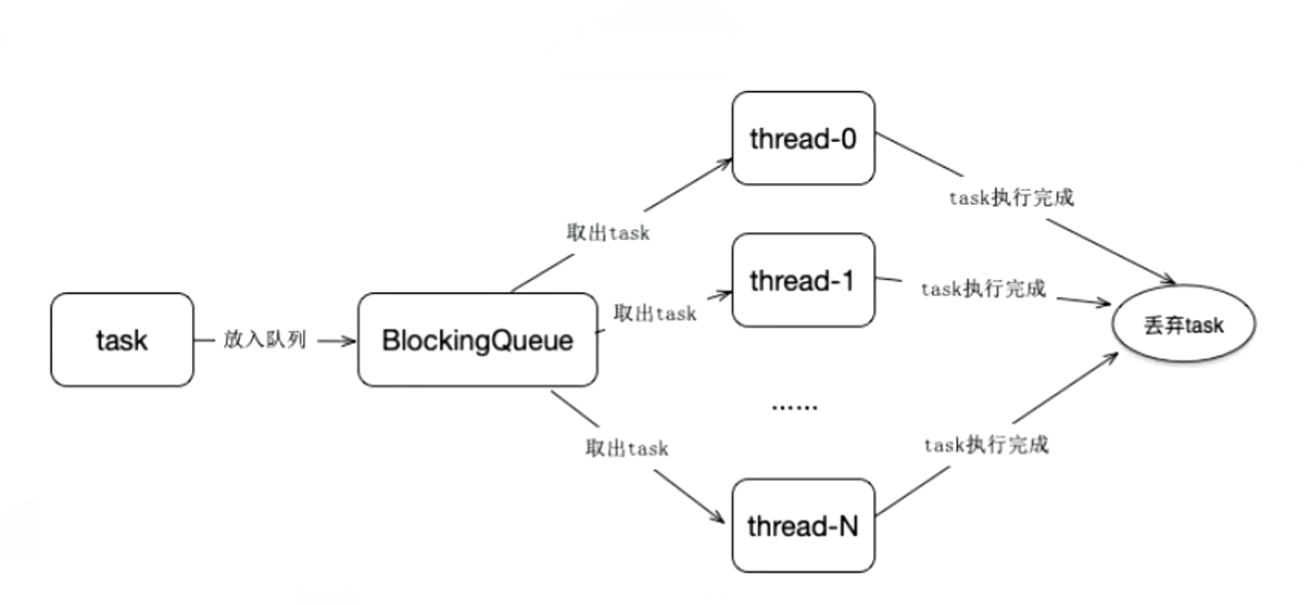 thread-0
task执行完成
取出task
thread-1
task执行完成
取出task
task
放入队列
BlockingQueue
丢弃task
......
取出task
task执行完成
thread-N